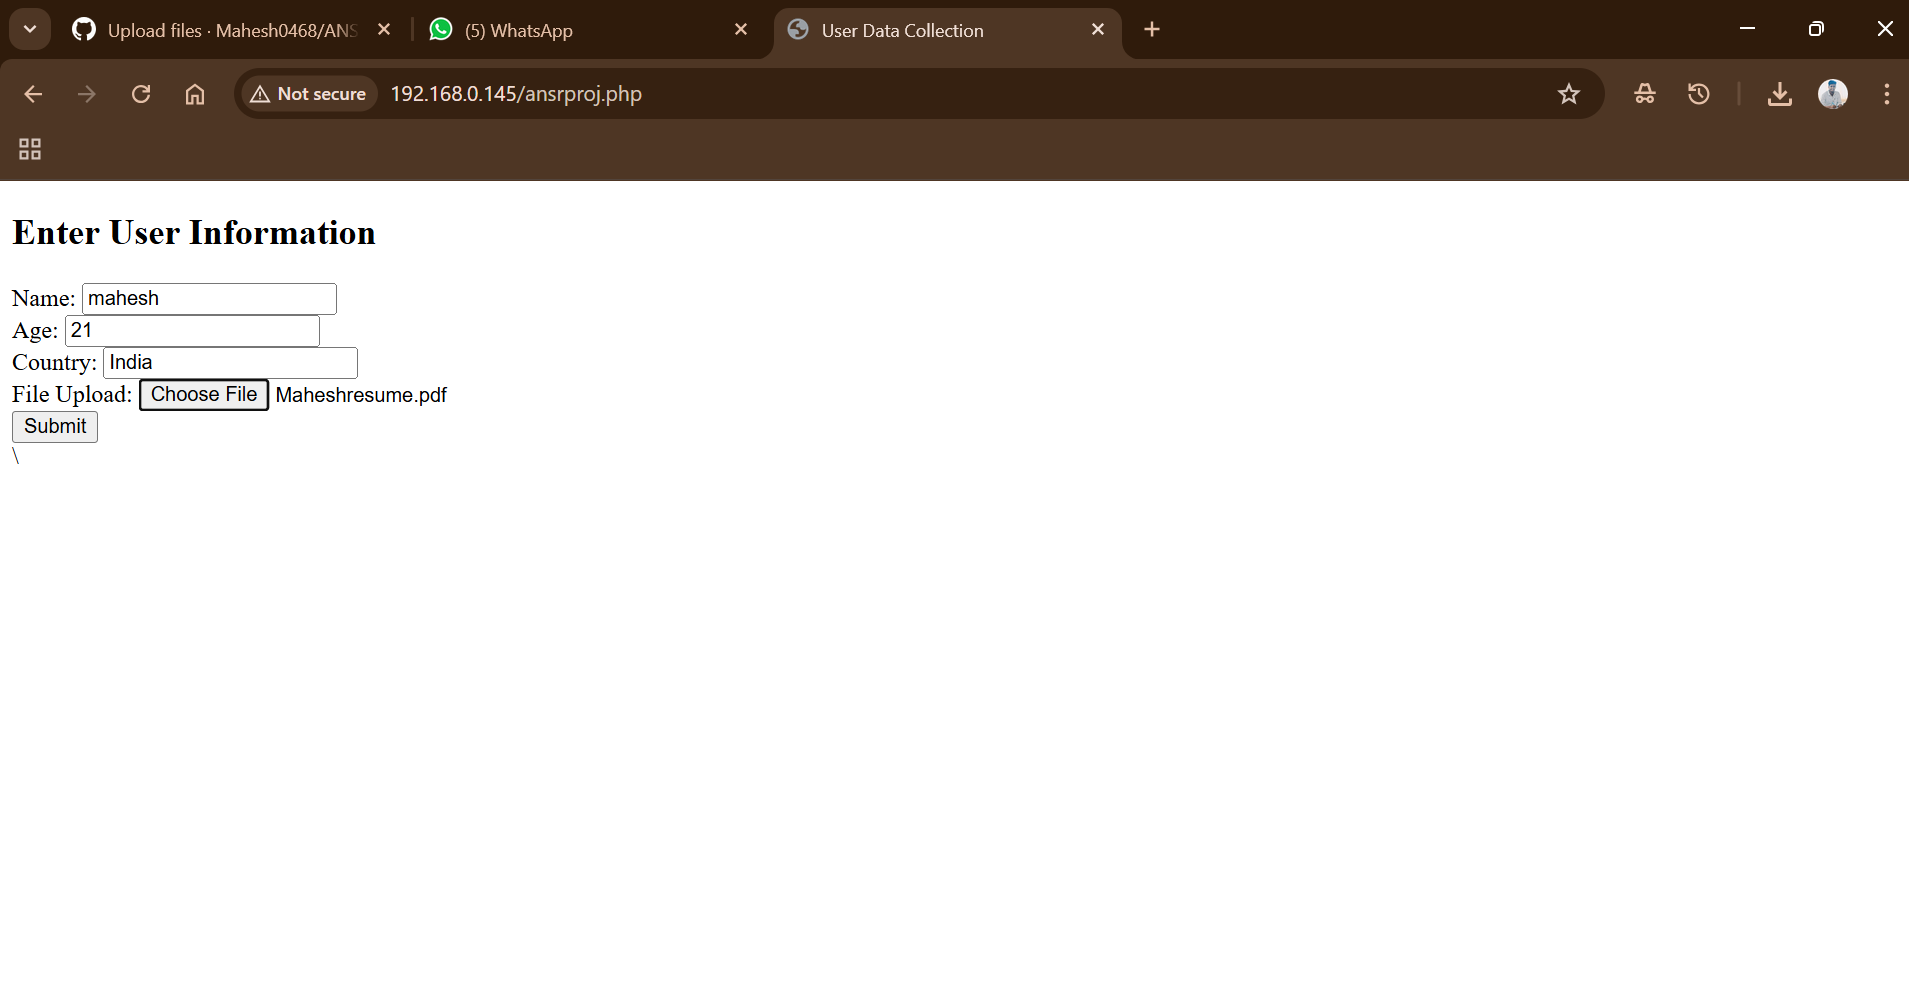 Upload files · Mahesh0468/ANS
(5) WhatsApp
User Data Collection
Not secure
192.168.0.145/ansrproj.php
Enter User Information
Name: mahesh
Age: 21
Country: India
File Upload: Choose File Maheshresume.pdf
Submit
\